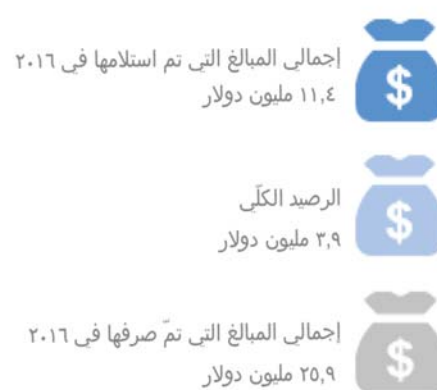 إجمالي المبالغ التي تم استلامها في ٢٠١٦
١١,٤ مليون دولار
$
الرصيد الكلّي
٣,٩ مليون دولار
$
إجمالي المبالغ التي تمّ صرفها في ٢٠١٦
٢٥,٩ مليون دولار
$